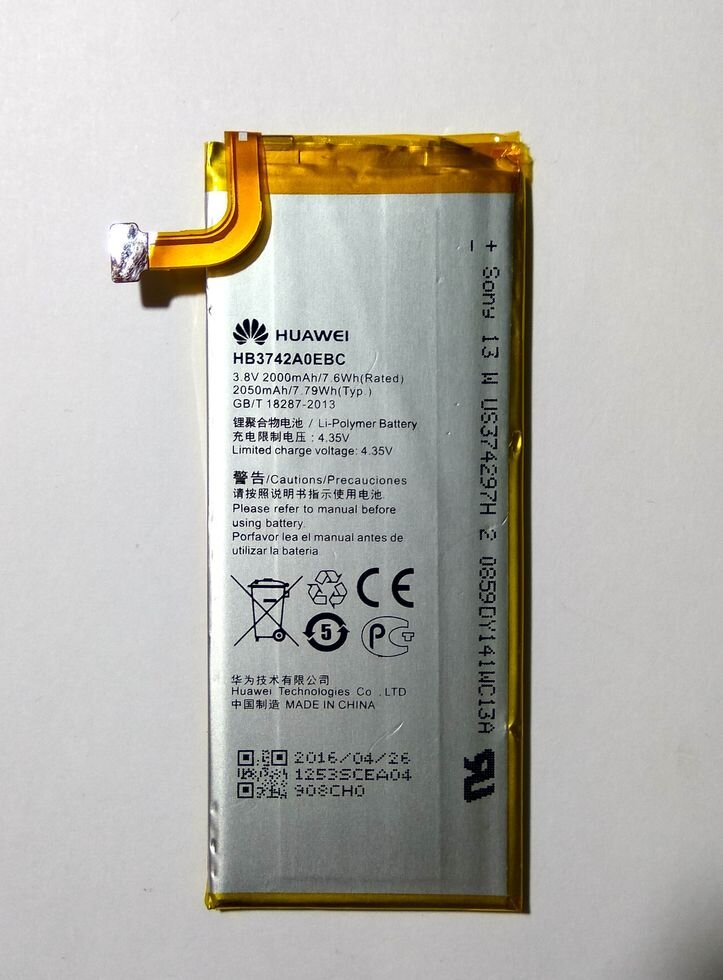 HUAWEI
HB3742A0EBC
3.8V 2000mAh/7.6Wh(Rated)
2050mAh/7.79Wh(Typ.)
GB/T 18287-2013
锂聚合物电池 / Li-Polymer Battery
充电限制电压：4.35V
Limited charge voltage: 4.35V
警告/Cautions/Precauciones
请按照说明书指示使用电池.
Please refer to manual before
using battery.
Porfavor lea el manual antes de
utilizar la bateria.
CE
5
PCT
华为技术有限公司
Huawei Technologies Co .,LTD
中国制造 MADE IN CHINA
2016/04/26
1253SCEA04
908CH0
− +
Sony 13 W US374297H 2 0859DY141WC13A